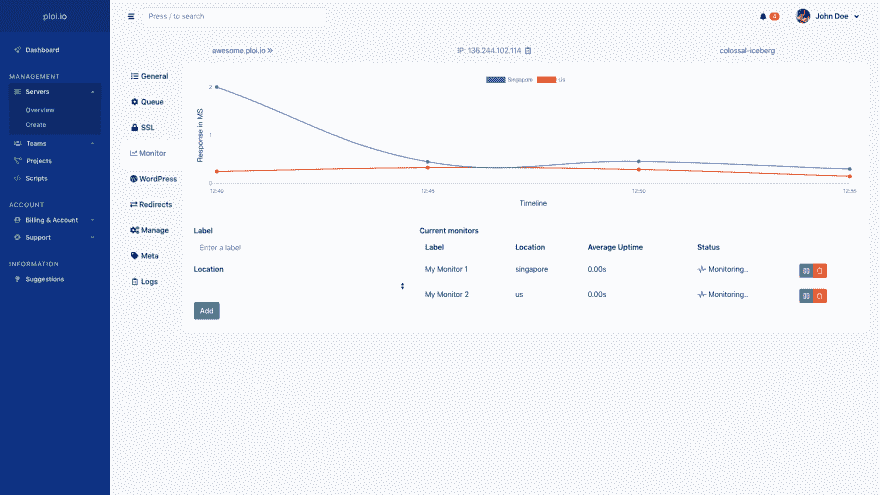 ploi.io
Press / to search
4
John Doe
Dashboard
MANAGEMENT
Servers
Overview
Create
Teams
Projects
Scripts
ACCOUNT
Billing & Account
Support
INFORMATION
Suggestions
awesome.ploi.io
IP: 136.244.102.114
colossal-iceberg
General
Queue
SSL
Monitor
WordPress
Redirects
Manage
Meta
Logs
Singapore Us
Response in MS
2
1
0
12:40 12:45 12:50 12:55
Timeline
Label
Enter a label
Location
Add
Current monitors
Label Location Average Uptime Status
My Monitor 1 singapore 0.00s Monitoring..
My Monitor 2 us 0.00s Monitoring..